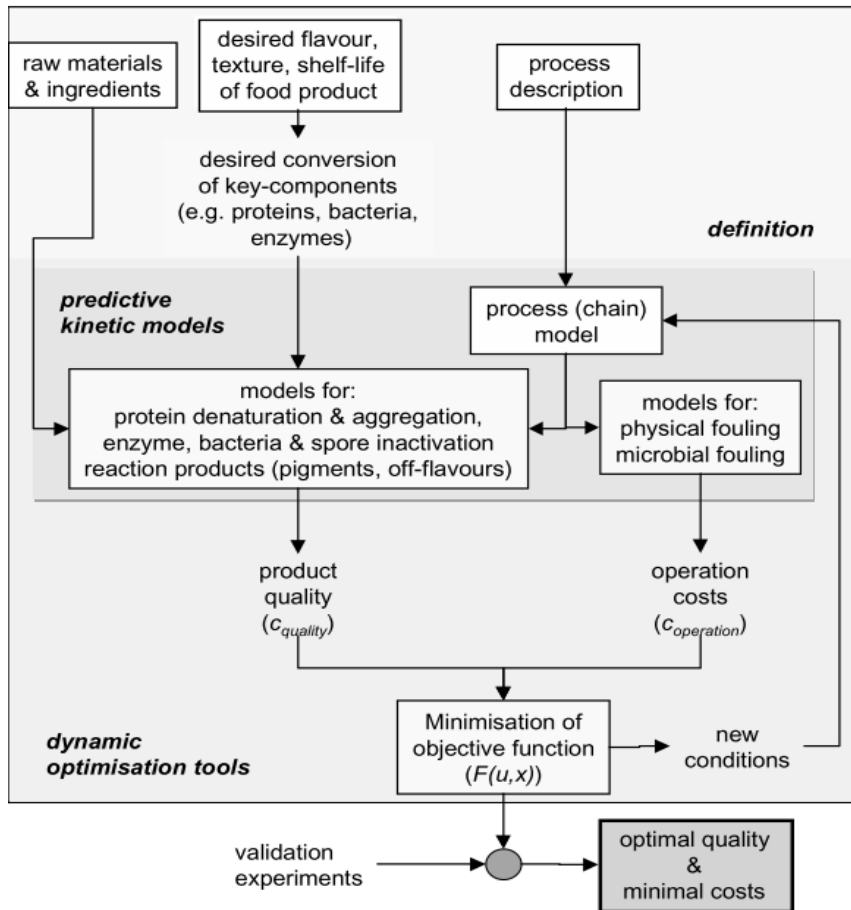 raw materials
& ingredients
desired flavour,
texture, shelf-life
of food product
process
description
desired conversion
of key-components
(e.g. proteins, bacteria,
enzymes)
definition
predictive
kinetic models
process (chain)
model
models for:
protein denaturation & aggregation,
enzyme, bacteria & spore inactivation
reaction products (pigments, off-flavours)
models for:
physical fouling
microbial fouling
product
quality
(c_quality)
operation
costs
(c_operation)
Minimisation of
objective function
(F(u,x))
new
conditions
dynamic
optimisation tools
validation
experiments
optimal quality
&
minimal costs